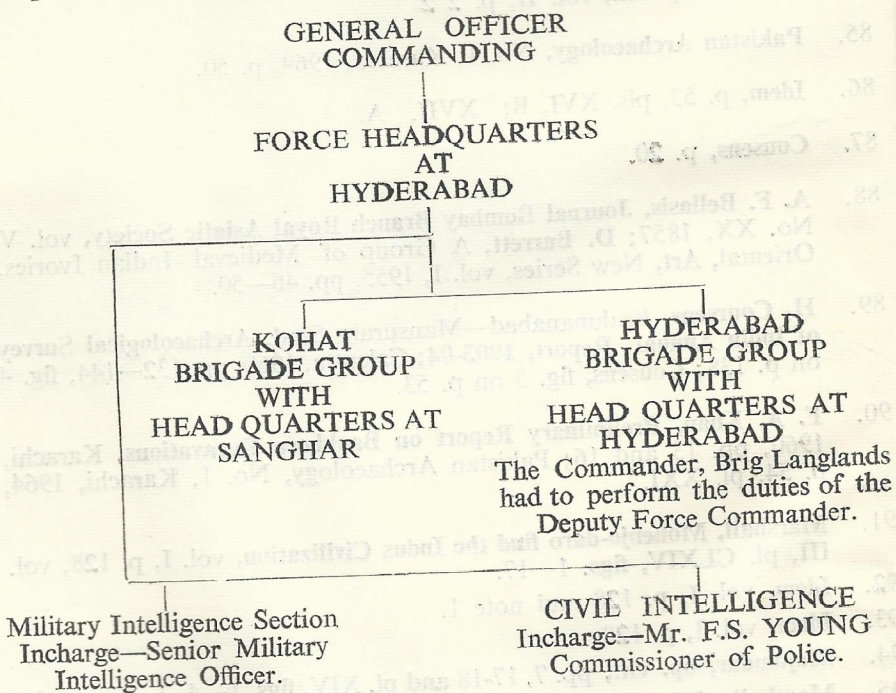 GENERAL OFFICER
COMMANDING
FORCE HEADQUARTERS
AT
HYDERABAD
KOHAT
BRIGADE GROUP
WITH
HEAD QUARTERS AT
SANGHAR
HYDERABAD
BRIGADE GROUP
WITH
HEAD QUARTERS AT
HYDERABAD
The Commander, Brig Langlands
had to perform the duties of the
Deputy Force Commander.
Military Intelligence Section
Incharge—Senior Military
Intelligence Officer.
CIVIL INTELLIGENCE
Incharge—Mr. F.S. YOUNG
Commissioner of Police.